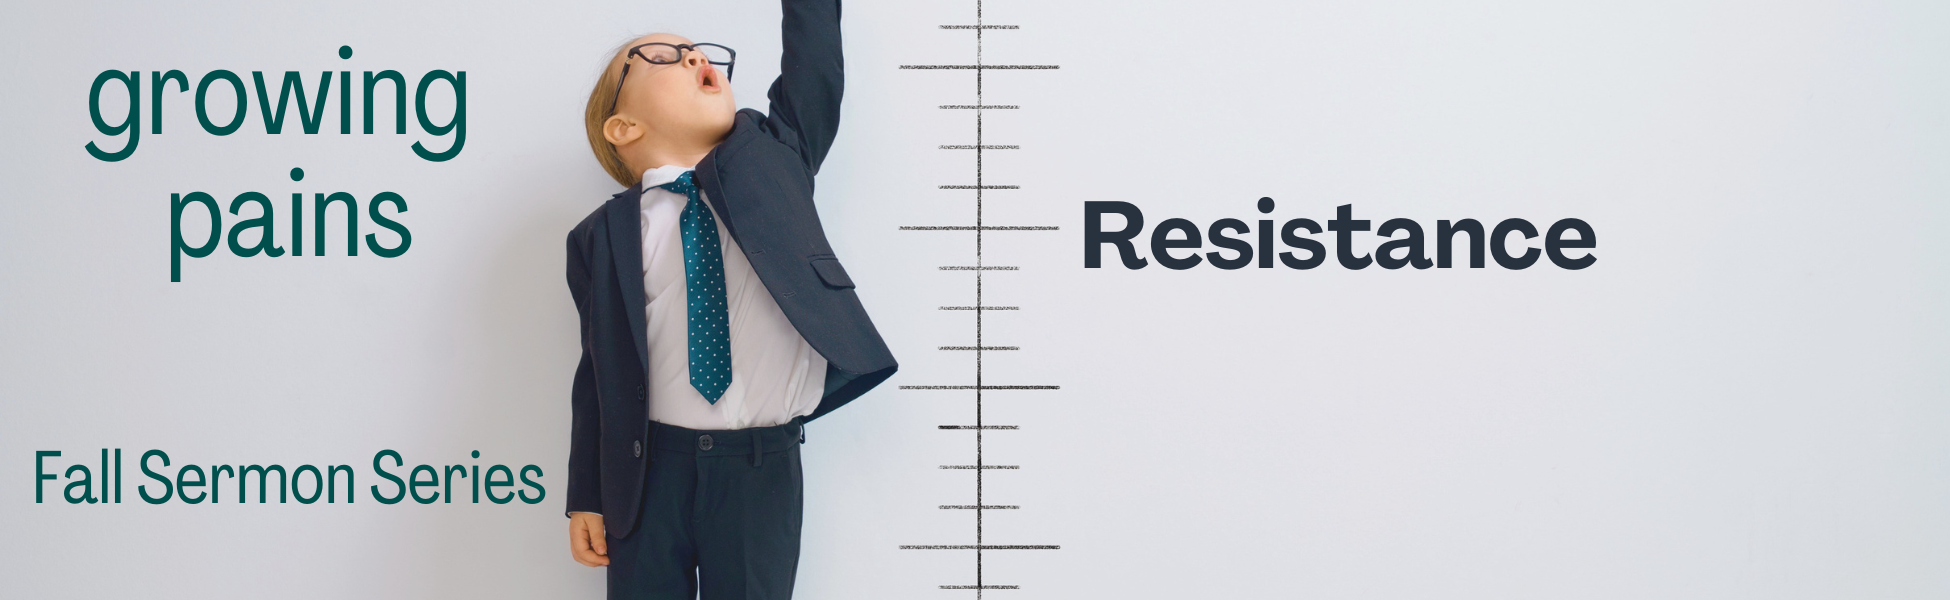 growing
pains
Fall Sermon Series
Resistance